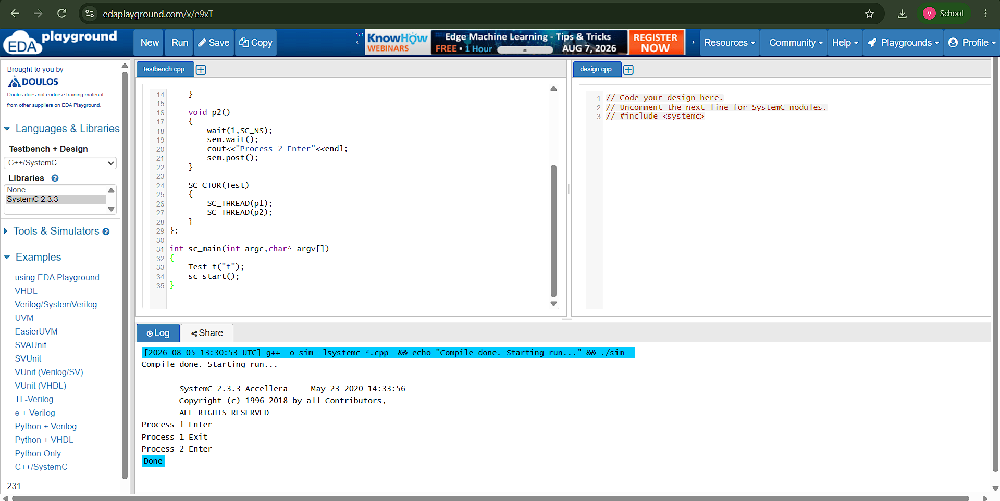 edaplayground.com/x/e9xT
V School
EDA playground
New Run Save Copy
1/1
KnowHow WEBINARS
Edge Machine Learning - Tips & Tricks
FREE • 1 Hour AUG 7, 2026
REGISTER NOW
Resources Community Help Playgrounds Profile
Brought to you by
DOULOS
Doulos does not endorse training material
from other suppliers on EDA Playground.
Languages & Libraries
Testbench + Design
C++/SystemC
Libraries ?
None
SystemC 2.3.3
Tools & Simulators ?
Examples
using EDA Playground
VHDL
Verilog/SystemVerilog
UVM
EasierUVM
SVAUnit
SVUnit
VUnit (Verilog/SV)
VUnit (VHDL)
TL-Verilog
e + Verilog
Python + Verilog
Python + VHDL
Python Only
C++/SystemC
231
testbench.cpp
14     }
15
16     void p2()
17     {
18         wait(1,SC_NS);
19         sem.wait();
20         cout<<"Process 2 Enter"<<endl;
21         sem.post();
22     }
23
24     SC_CTOR(Test)
25     {
26         SC_THREAD(p1);
27         SC_THREAD(p2);
28     }
29 };
30
31 int sc_main(int argc,char* argv[])
32 {
33     Test t("t");
34     sc_start();
35 }
design.cpp
1 // Code your design here.
2 // Uncomment the next line for SystemC modules.
3 // #include <systemc>
Log Share
[2026-08-05 13:30:53 UTC] g++ -o sim -lsystemc *.cpp  && echo "Compile done. Starting run..." && ./sim
Compile done. Starting run...
SystemC 2.3.3-Accellera --- May 23 2020 14:33:56
Copyright (c) 1996-2018 by all Contributors,
ALL RIGHTS RESERVED
Process 1 Enter
Process 1 Exit
Process 2 Enter
Done